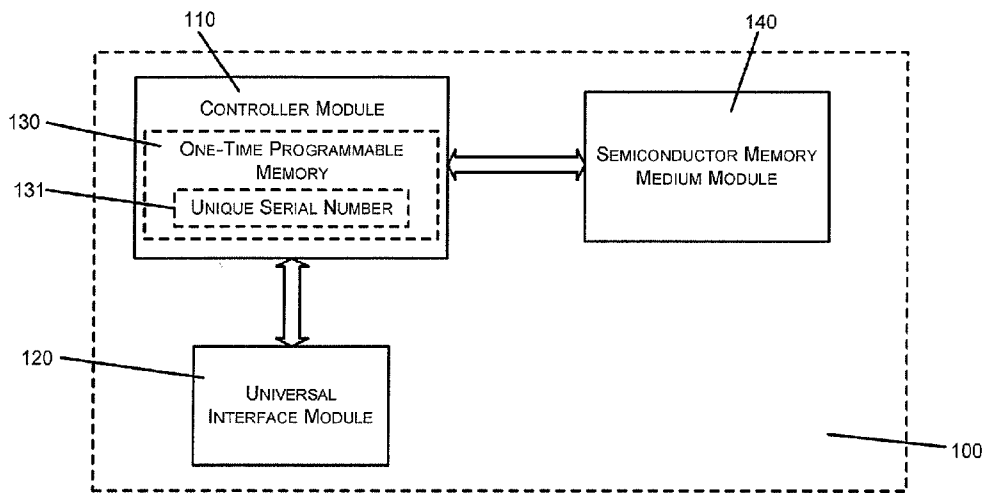 110
140
CONTROLLER MODULE
130
ONE-TIME PROGRAMMABLE
MEMORY
131
UNIQUE SERIAL NUMBER
SEMICONDUCTOR MEMORY
MEDIUM MODULE
120
UNIVERSAL
INTERFACE MODULE
100